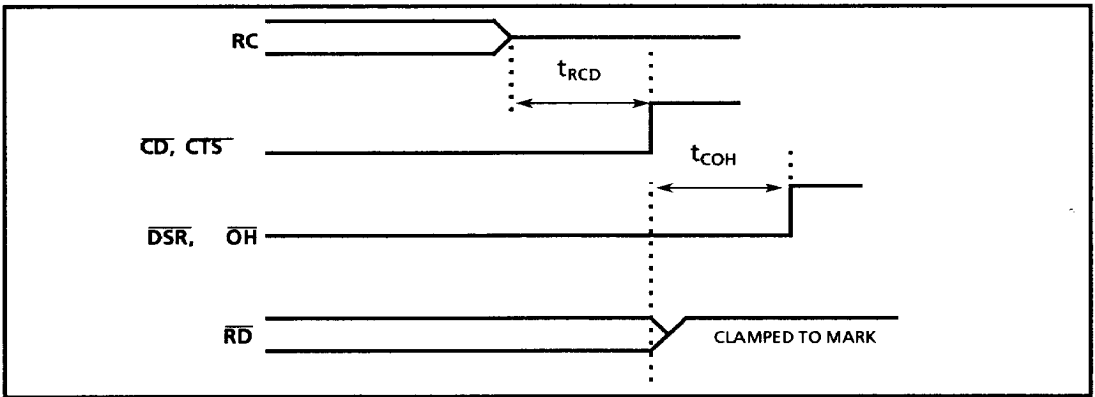 RC
tRCD
CD, CTS
tCOH
DSR, OH
RD
CLAMPED TO MARK